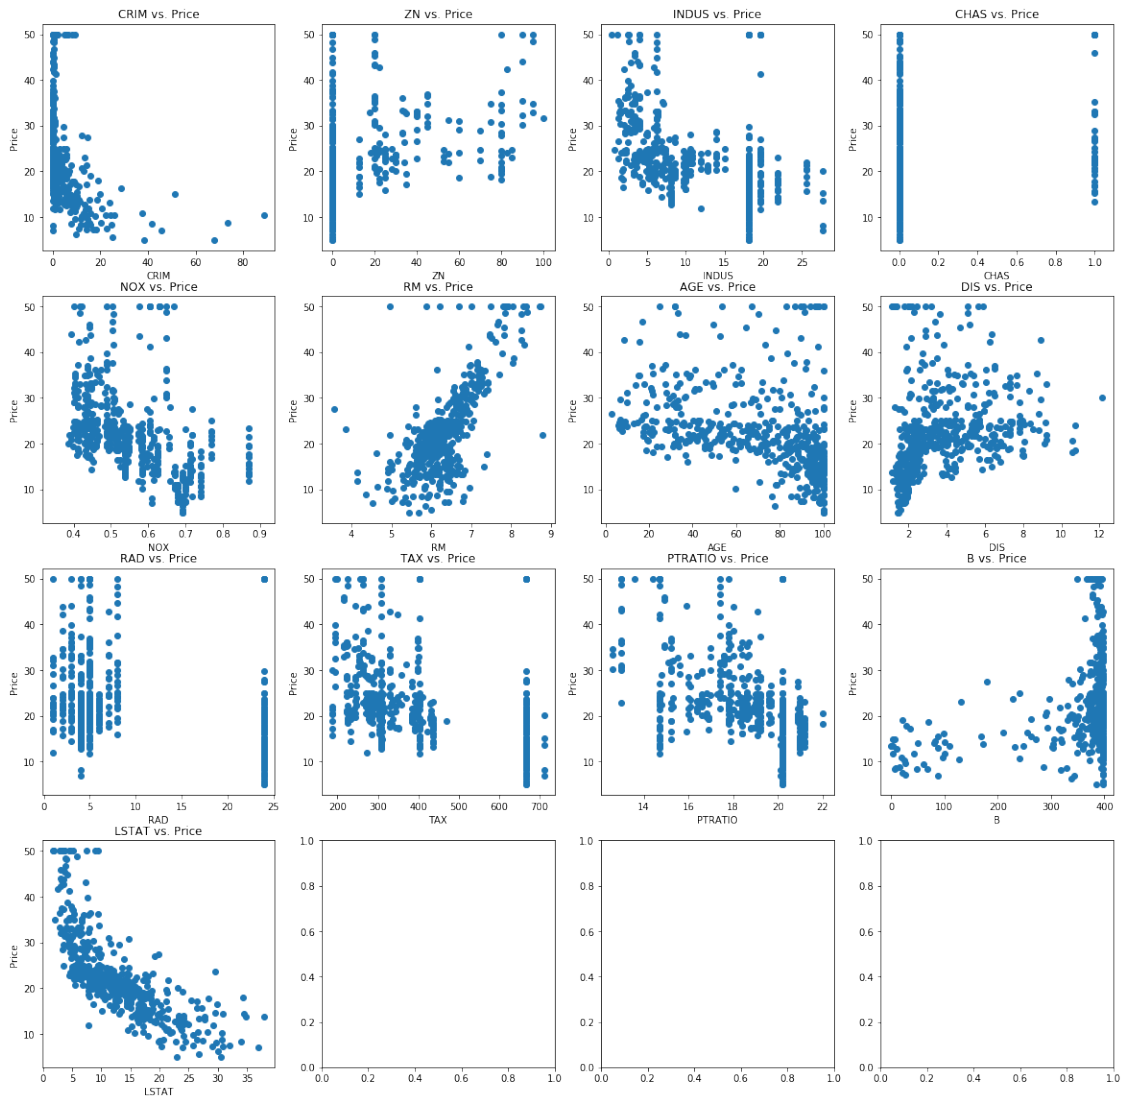 CRIM vs. Price
ZN vs. Price
INDUS vs. Price
CHAS vs. Price
50 50 50 50
40 40 40 40
30 30 30 30
Price Price Price Price
20 20 20 20
10 10 10 10
0 20 40 60 80
0 20 40 60 80 100
0 5 10 15 20 25
0.0 0.2 0.4 0.6 0.8 1.0
CRIM
ZN
INDUS
CHAS
NOX vs. Price
RM vs. Price
AGE vs. Price
DIS vs. Price
50 50 50 50
40 40 40 40
30 30 30 30
Price Price Price Price
20 20 20 20
10 10 10 10
0.4 0.5 0.6 0.7 0.8 0.9
4 5 6 7 8 9
0 20 40 60 80 100
2 4 6 8 10 12
NOX
RM
AGE
DIS
RAD vs. Price
TAX vs. Price
PTRATIO vs. Price
B vs. Price
50 50 50 50
40 40 40 40
30 30 30 30
Price Price Price Price
20 20 20 20
10 10 10 10
0 5 10 15 20 25
200 300 400 500 600 700
14 16 18 20 22
0 100 200 300 400
RAD
TAX
PTRATIO
B
LSTAT vs. Price
50 1.0 1.0 1.0
40 0.8 0.8 0.8
30 0.6 0.6 0.6
Price
20 0.4 0.4 0.4
10 0.2 0.2 0.2
0.0 0.0 0.0
0 5 10 15 20 25 30 35
0.0 0.2 0.4 0.6 0.8 1.0
0.0 0.2 0.4 0.6 0.8 1.0
0.0 0.2 0.4 0.6 0.8 1.0
LSTAT